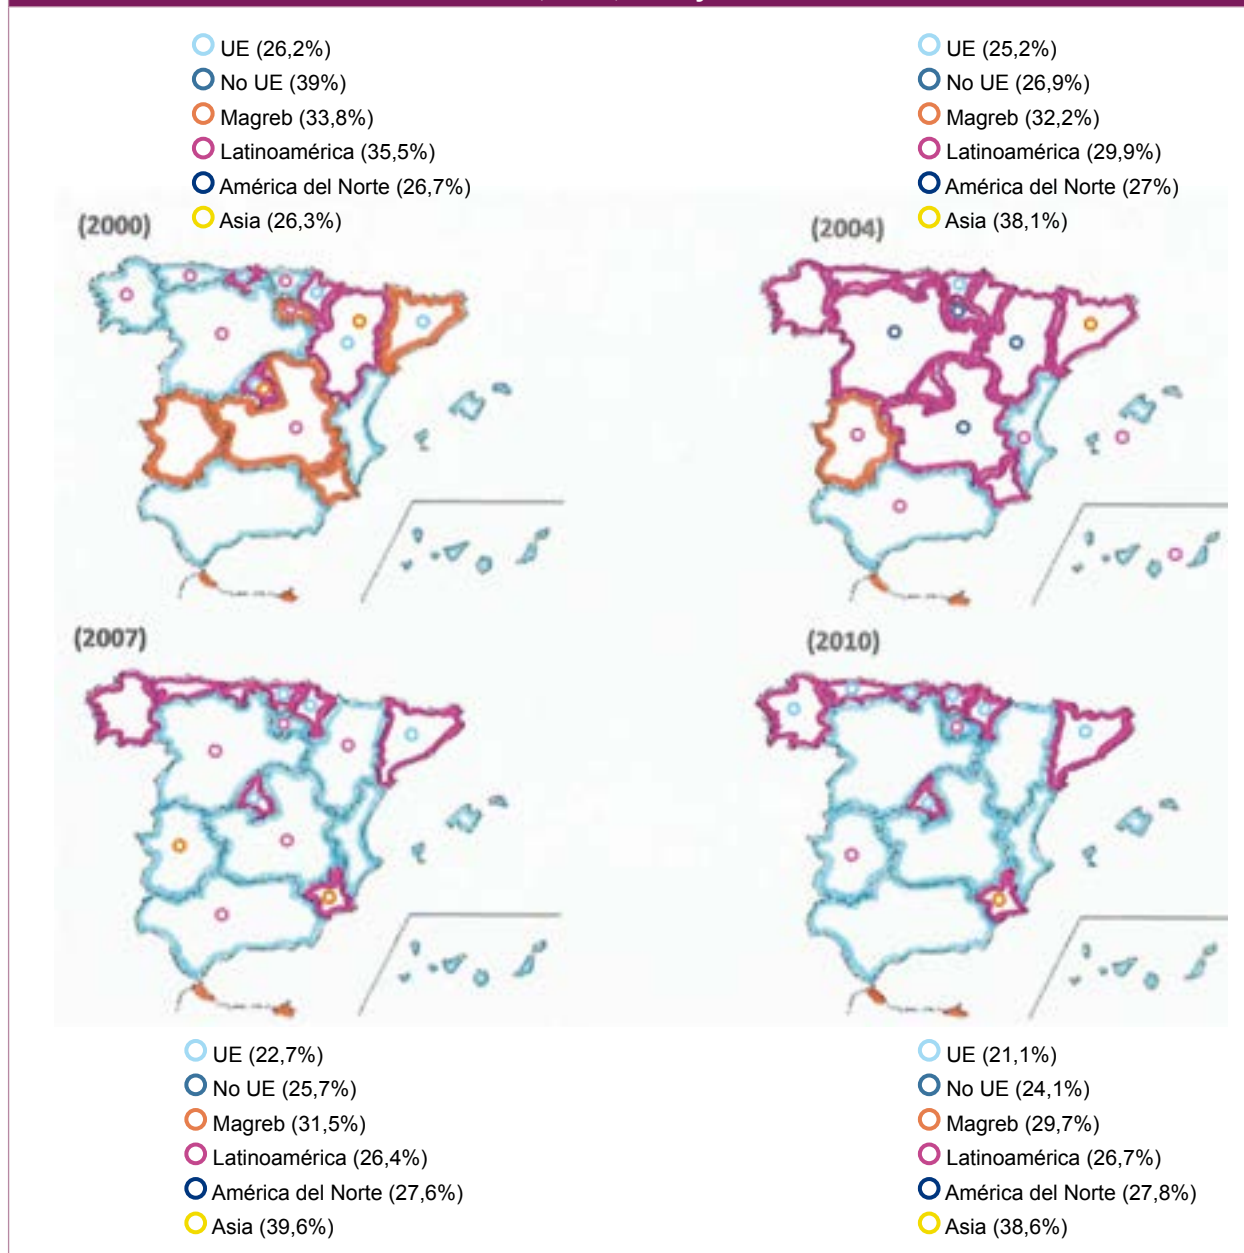 UE (26,2%)
No UE (39%)
Magreb (33,8%)
Latinoamérica (35,5%)
América del Norte (26,7%)
Asia (26,3%)
(2000)
UE (25,2%)
No UE (26,9%)
Magreb (32,2%)
Latinoamérica (29,9%)
América del Norte (27%)
Asia (38,1%)
(2004)
(2007)
(2010)
UE (22,7%)
No UE (25,7%)
Magreb (31,5%)
Latinoamérica (26,4%)
América del Norte (27,6%)
Asia (39,6%)
UE (21,1%)
No UE (24,1%)
Magreb (29,7%)
Latinoamérica (26,7%)
América del Norte (27,8%)
Asia (38,6%)